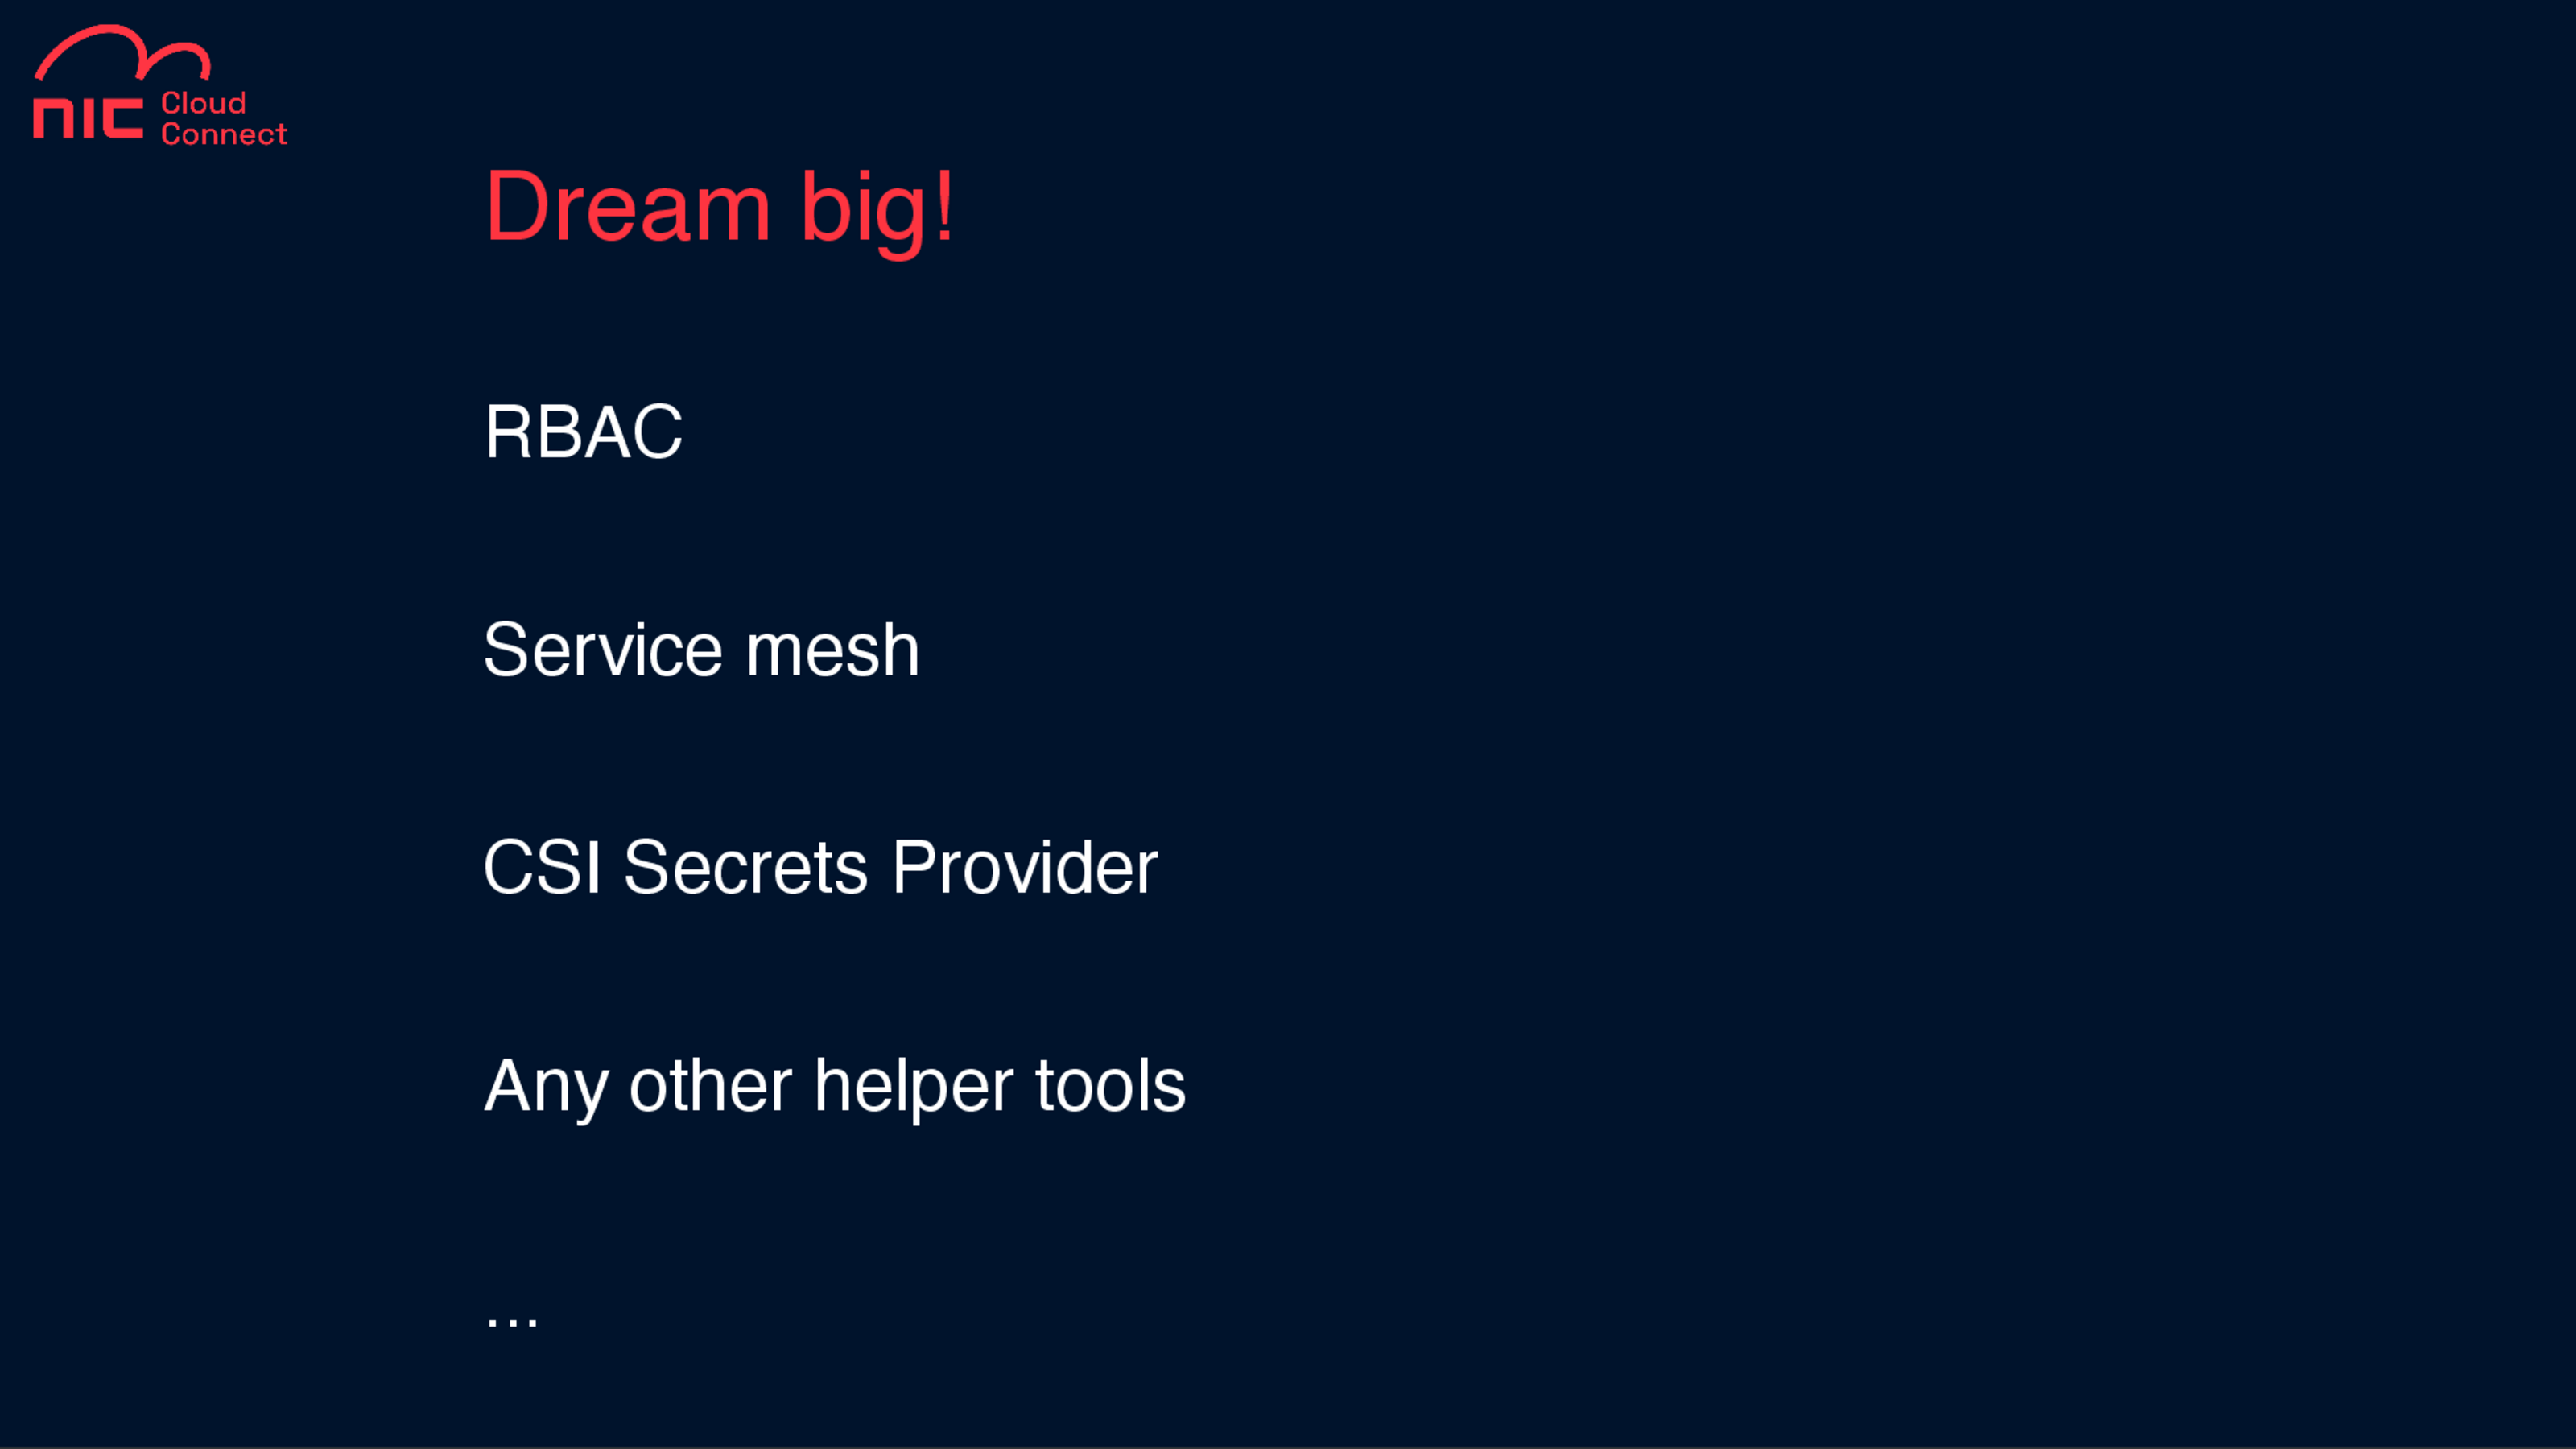 nic Cloud
Connect
Dream big!
RBAC
Service mesh
CSI Secrets Provider
Any other helper tools
...